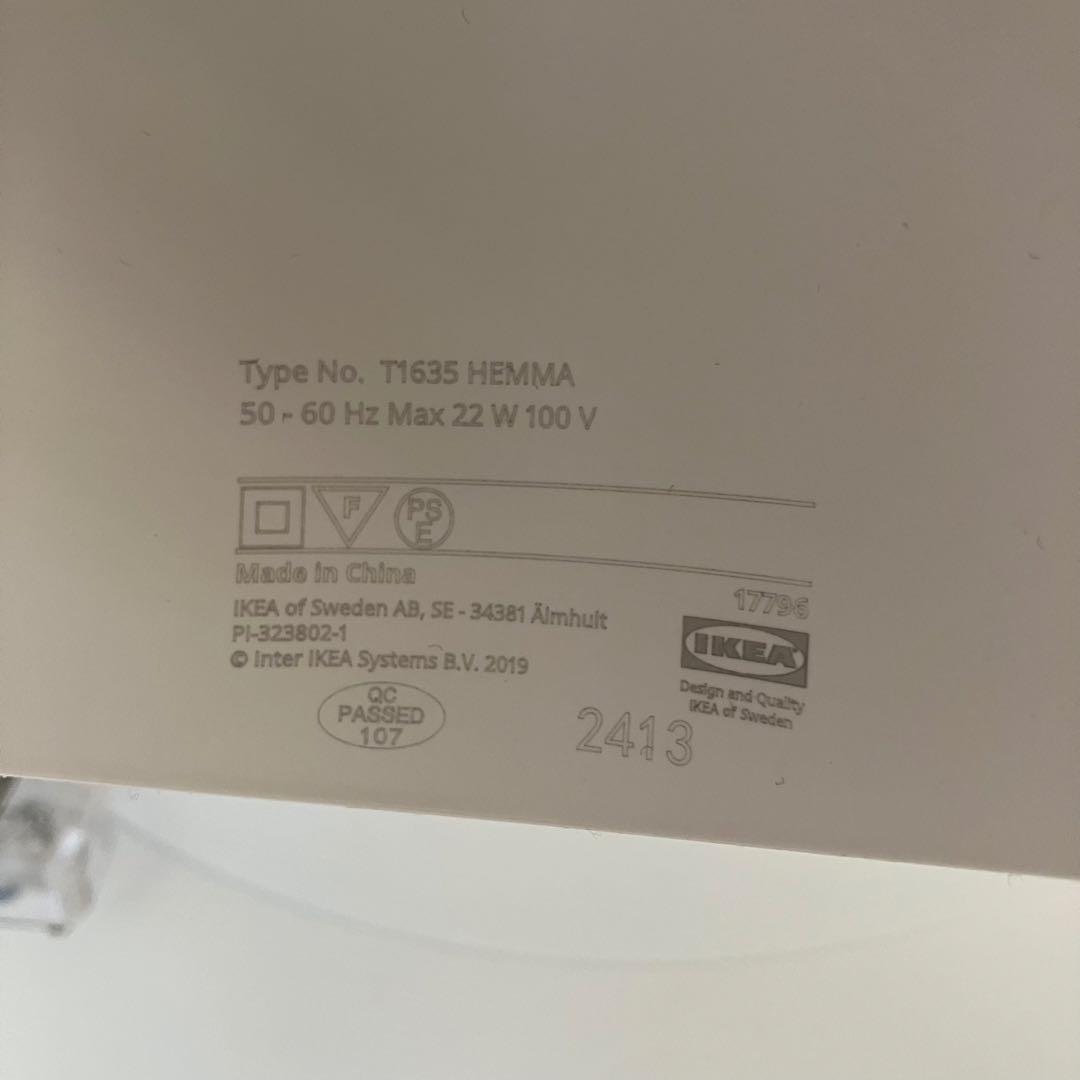 Type No. T1635 HEMMA
50 - 60 Hz Max 22 W 100 V
F
PS
E
Made in China
IKEA of Sweden AB, SE - 34381 Älmhult
PI-323802-1
© Inter IKEA Systems B.V. 2019
QC
PASSED
107
2413
17796
IKEA
Design and Quality
IKEA of Sweden